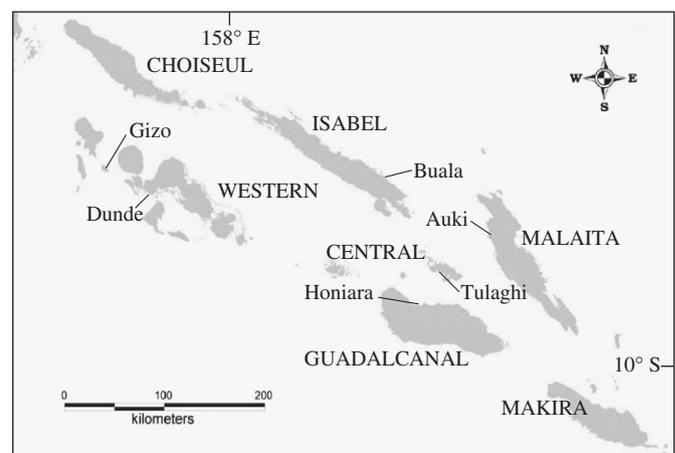 158° E
CHOISEUL
N
W E
S
ISABEL
Gizo
Buala
WESTERN
Dunde
Auki
MALAITA
CENTRAL
Honiara
Tulaghi
GUADALCANAL
10° S
0 100 200
kilometers
MAKIRA